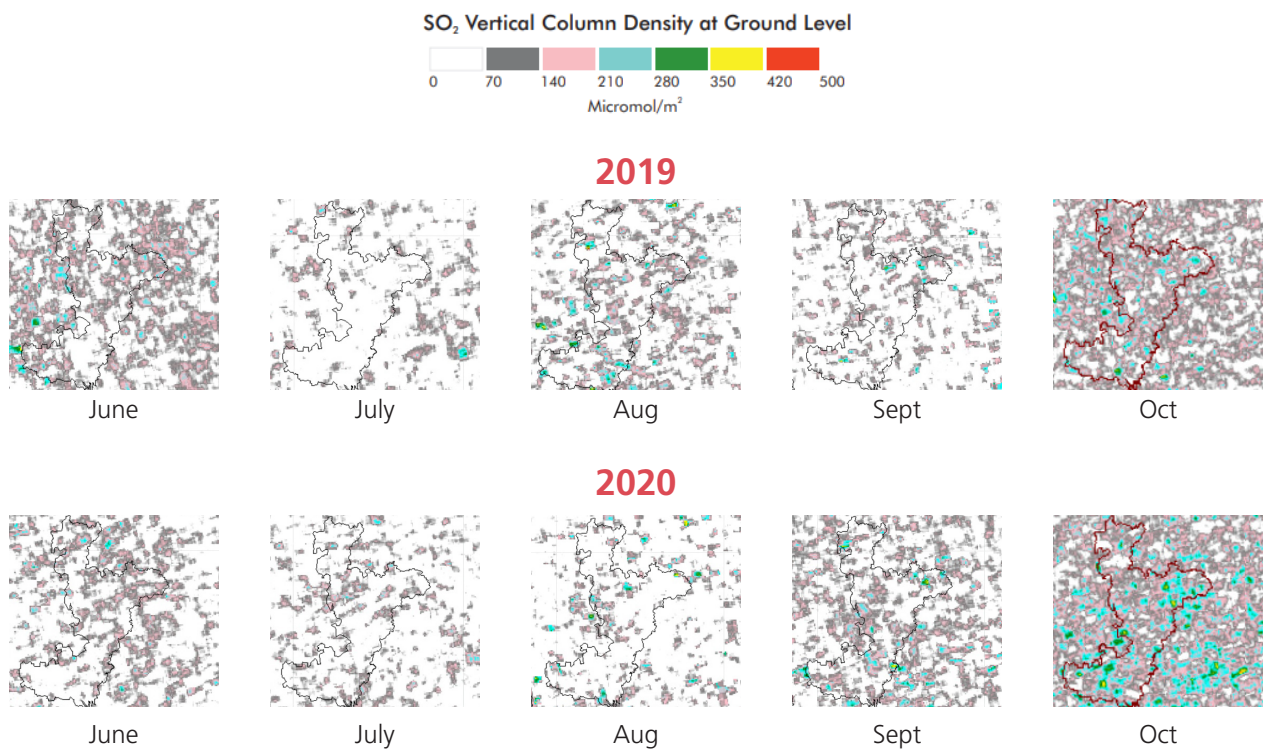 SO₂ Vertical Column Density at Ground Level
0 70 140 210 280 350 420 500
Micromol/m²
2019
June July Aug Sept Oct
2020
June July Aug Sept Oct